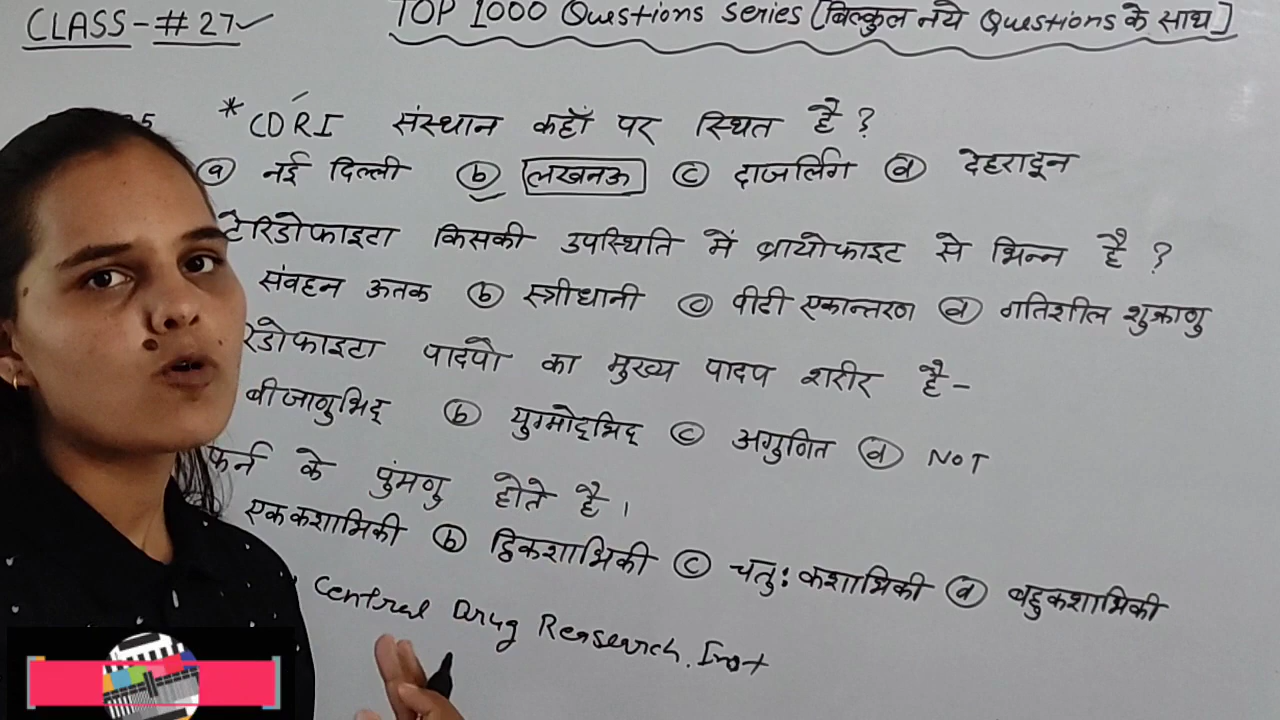 CLASS-#27
TOP 1000 Questions series [बिल्कुल नये Questions के साथ]
* CDRI संस्थान कहाँ पर स्थित है ?
ⓐ नई दिल्ली ⓑ लखनऊ ⓒ दाजर्लिंग ⓓ देहरादून
टेरिडोफाइटा किसकी उपस्थिति में ब्रायोफाइट से भिन्न है ?
संवहन ऊतक ⓑ स्त्रीधानी ⓒ पीढी एकान्तरण ⓓ गतिशील शुक्राणु
रिडोफाइटा पादपो का मुख्य पादप शरीर है -
बीजाणुभिद् ⓑ युग्मोद्भिद् ⓒ अगुणित ⓓ NOT
फर्न के पुंमणु होते है ।
एककशाभिकी ⓑ द्विकशाभिकी ⓒ चतु: कशाभिकी ⓓ बहुकशाभिकी
Central Drug Research. Inst